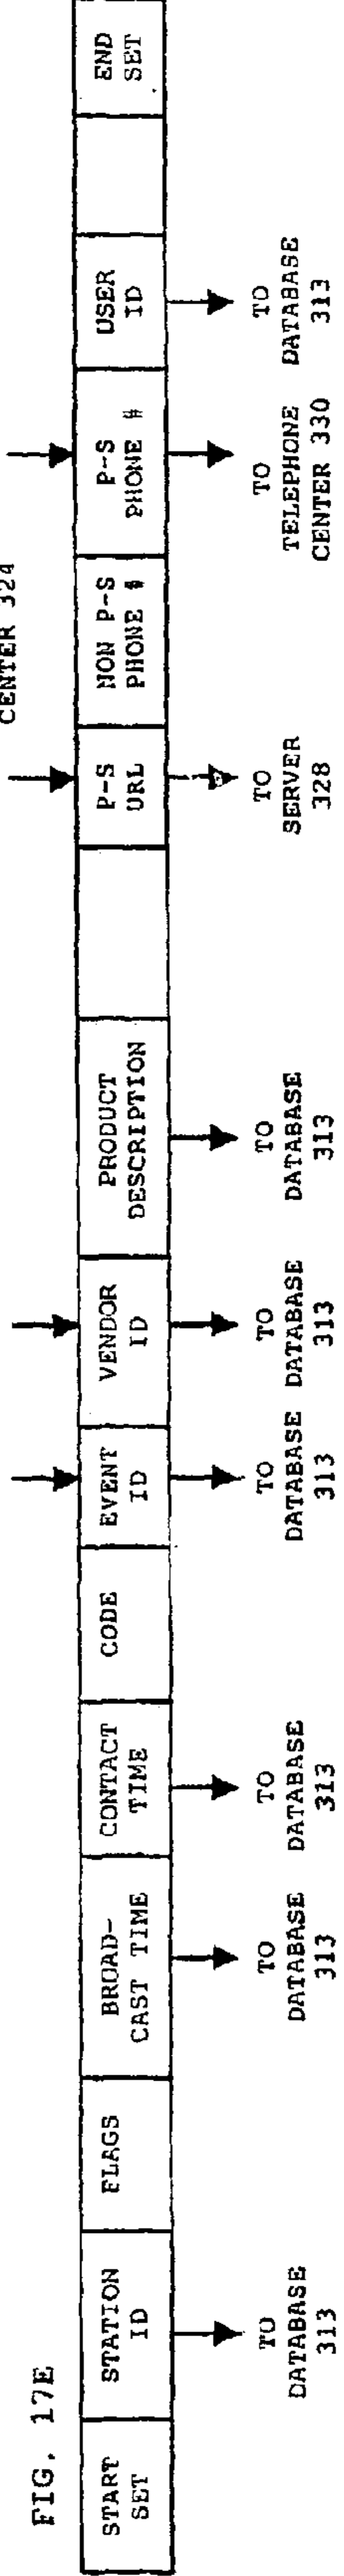 CENTER 324
FIG. 17E
START
SET
STATION
ID
FLAGS
BROAD-
CAST TIME
CONTACT
TIME
CODE
EVENT
ID
VENDOR
ID
PRODUCT
DESCRIPTION
P-S
URL
NON P-S
PHONE #
P-S
PHONE #
USER
ID
END
SET
TO
DATABASE
313
TO
DATABASE
313
TO
DATABASE
313
TO
DATABASE
313
TO
DATABASE
313
TO
DATABASE
313
TO
SERVER
328
TO
TELEPHONE
CENTER 330
TO
DATABASE
313